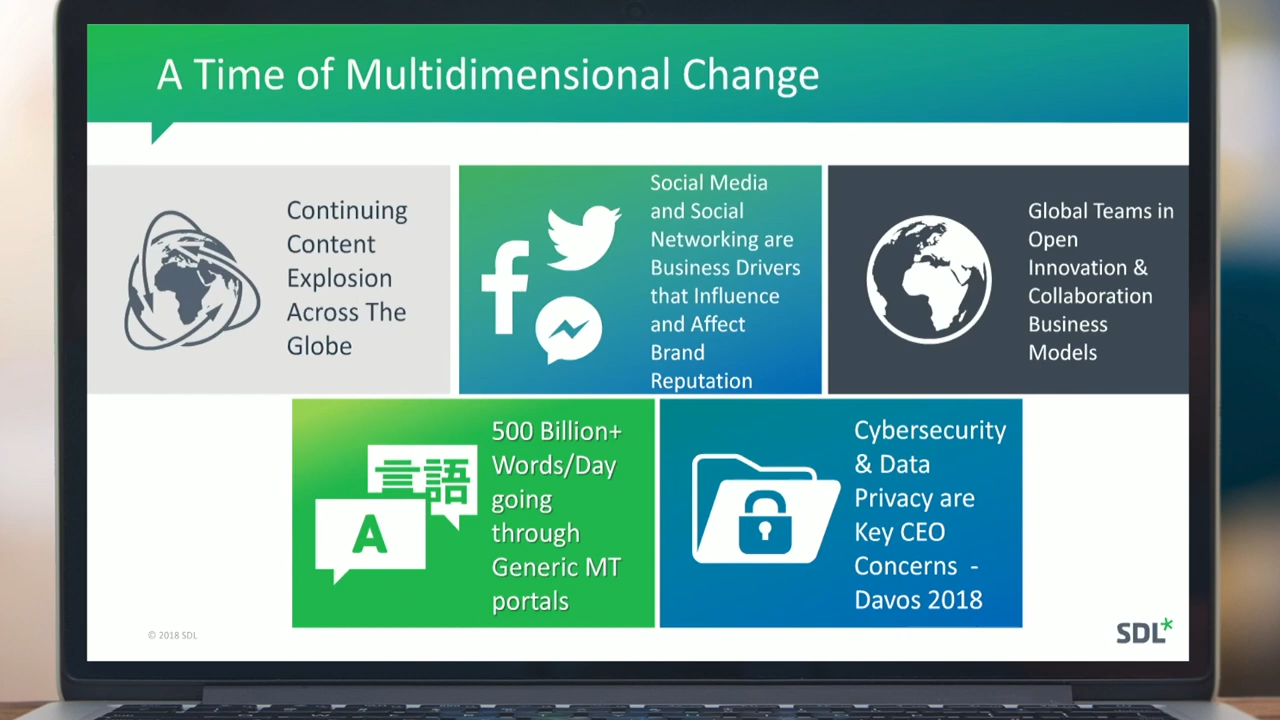 A Time of Multidimensional Change
Continuing
Content
Explosion
Across The
Globe
Social Media
and Social
Networking are
Business Drivers
that Influence
and Affect
Brand
Reputation
Global Teams in
Open
Innovation &
Collaboration
Business
Models
言語
A
500 Billion+
Words/Day
going
through
Generic MT
portals
Cybersecurity
& Data
Privacy are
Key CEO
Concerns -
Davos 2018
© 2018 SDL
SDL*